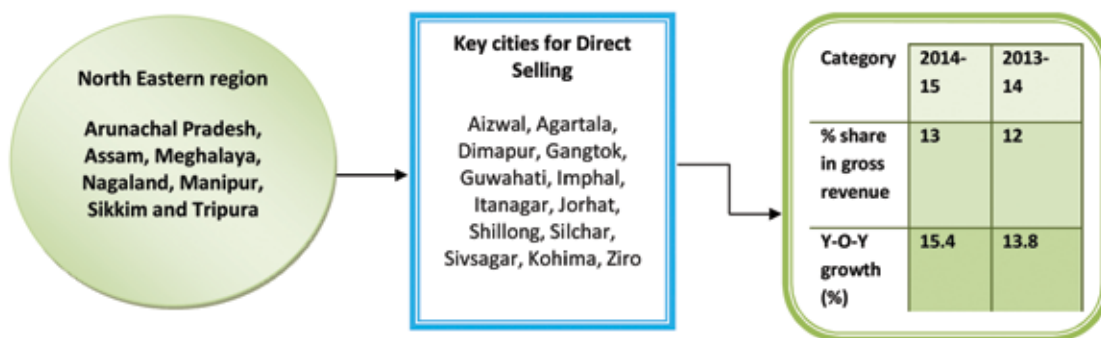 North Eastern region
Arunachal Pradesh,
Assam, Meghalaya,
Nagaland, Manipur,
Sikkim and Tripura
Key cities for Direct
Selling
Aizwal, Agartala,
Dimapur, Gangtok,
Guwahati, Imphal,
Itanagar, Jorhat,
Shillong, Silchar,
Sivsagar, Kohima, Ziro
Category 2014- 2013-
15 14
% share 13 12
in gross
revenue
Y-O-Y 15.4 13.8
growth
(%)